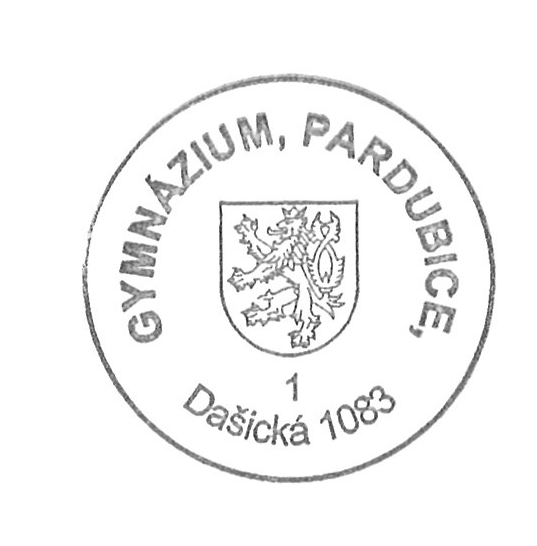 GYMNÁZIUM, PARDUBICE,
1
Dašická 1083